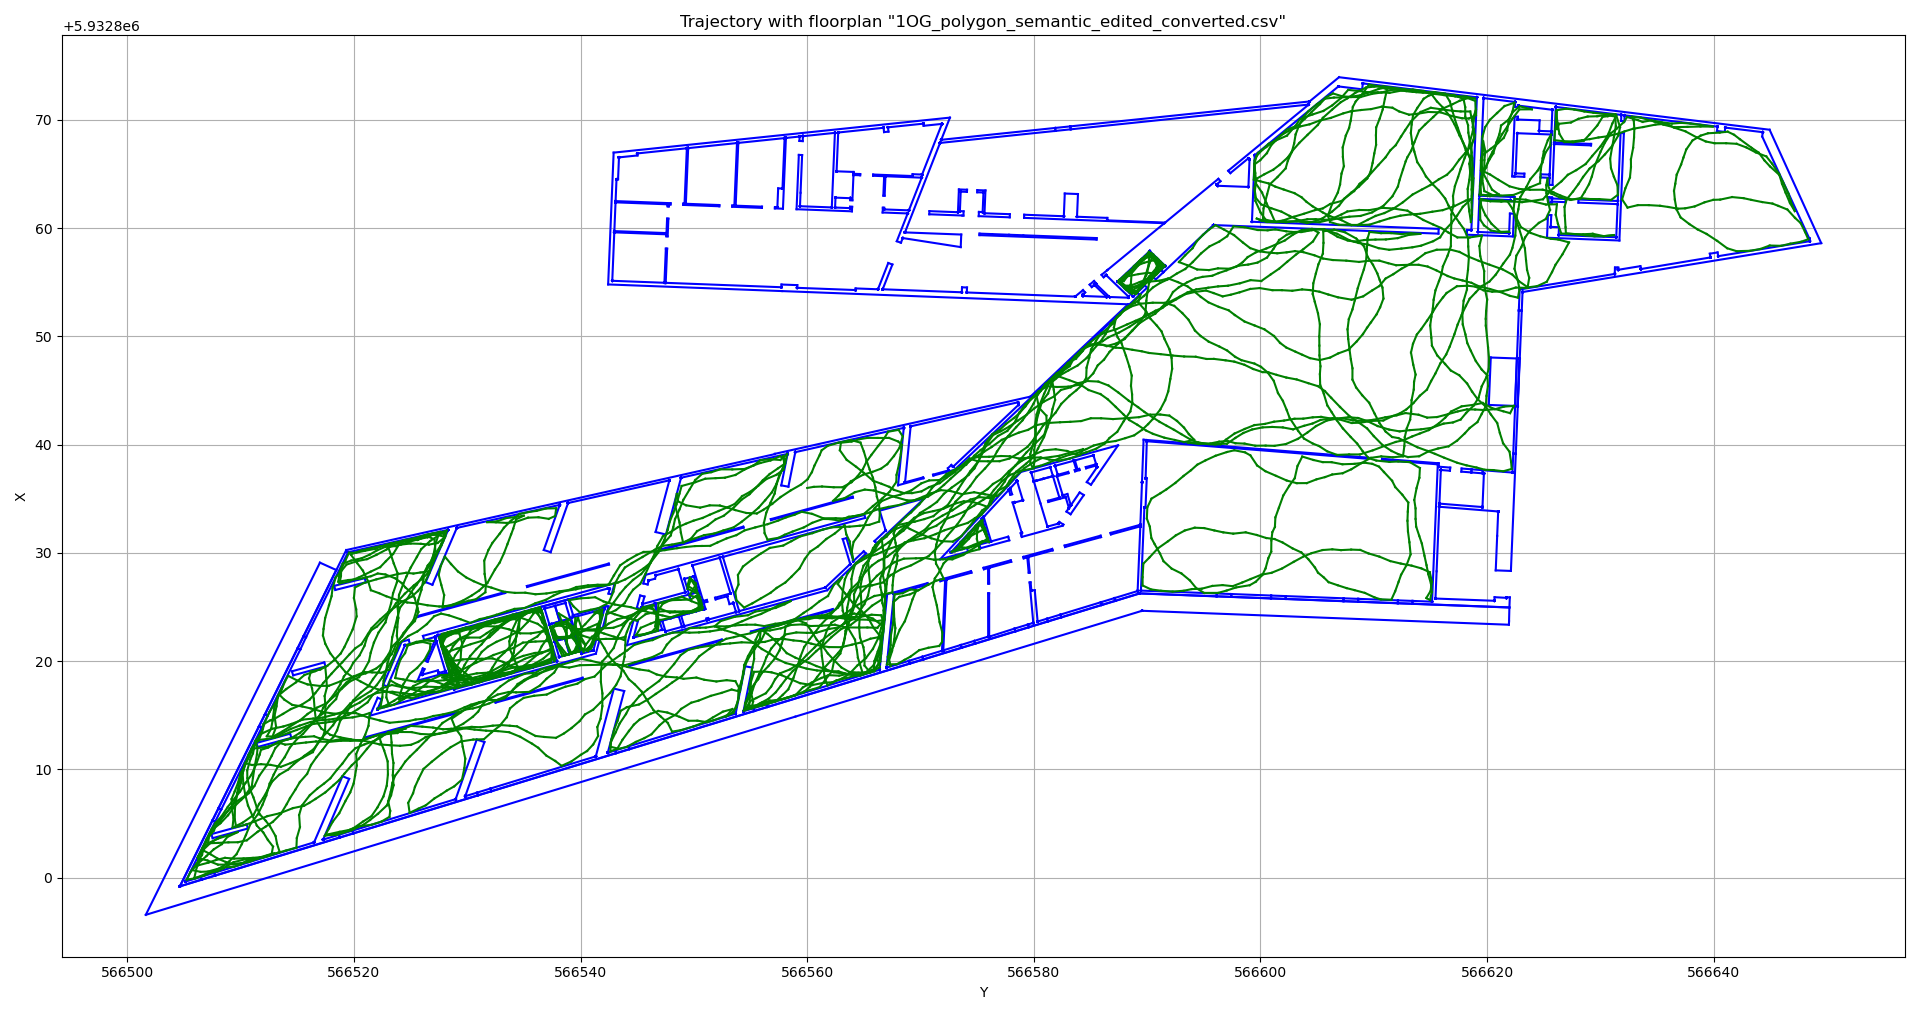 Trajectory with floorplan "1OG_polygon_semantic_edited_converted.csv"
+5.9328e6
70
60
50
40
30
20
10
0
X
566500 566520 566540 566560 566580 566600 566620 566640
Y